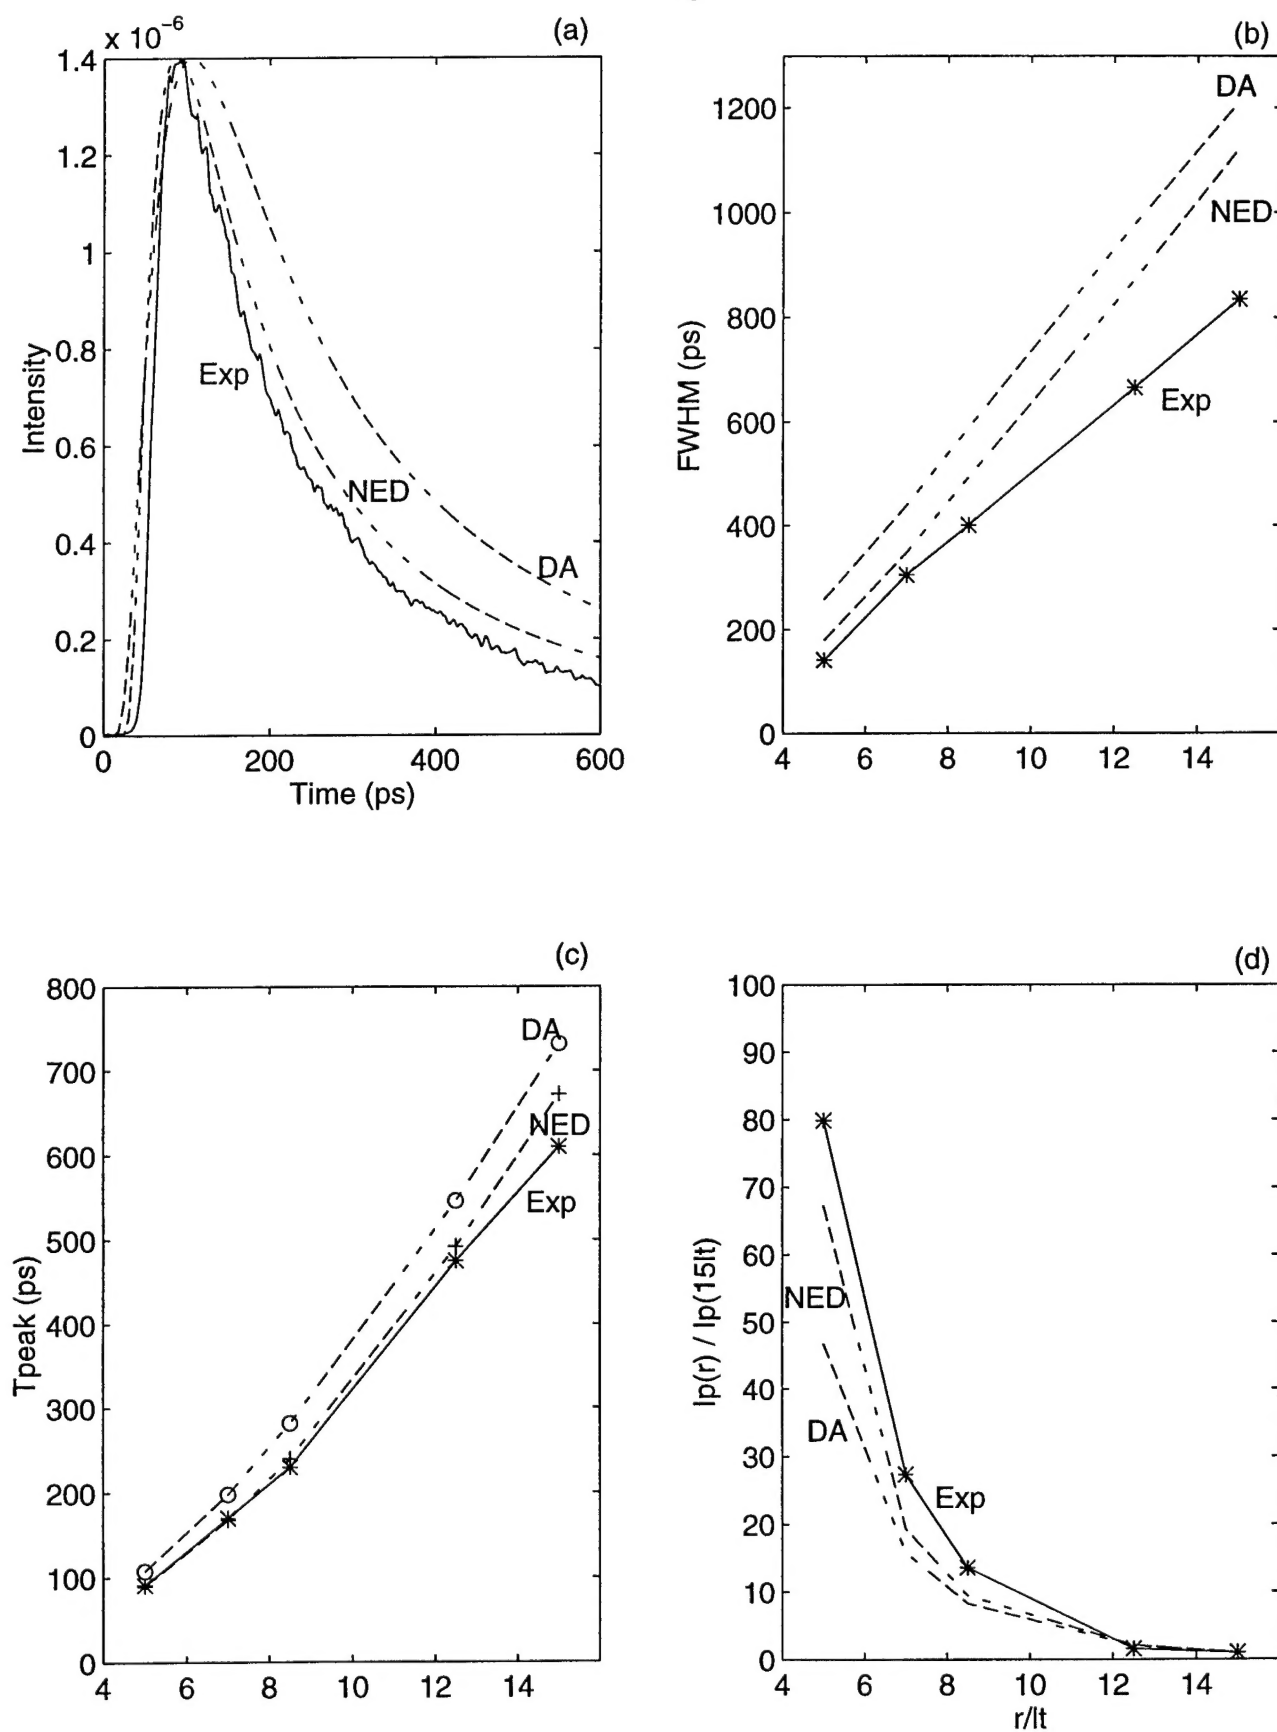 (a)
x 10⁻⁶
1.4
1.2
1
0.8
0.6
0.4
0.2
0
Intensity
Exp
NED
DA
0 200 400 600
Time (ps)
(b)
1200
1000
800
600
400
200
0
FWHM (ps)
DA
NED
Exp
4 6 8 10 12 14
(c)
800
700
600
500
400
300
200
100
0
Tpeak (ps)
DA
NED
Exp
4 6 8 10 12 14
(d)
100
90
80
70
60
50
40
30
20
10
0
Ip(r) / Ip(15lt)
NED
DA
Exp
4 6 8 10 12 14
r/lt